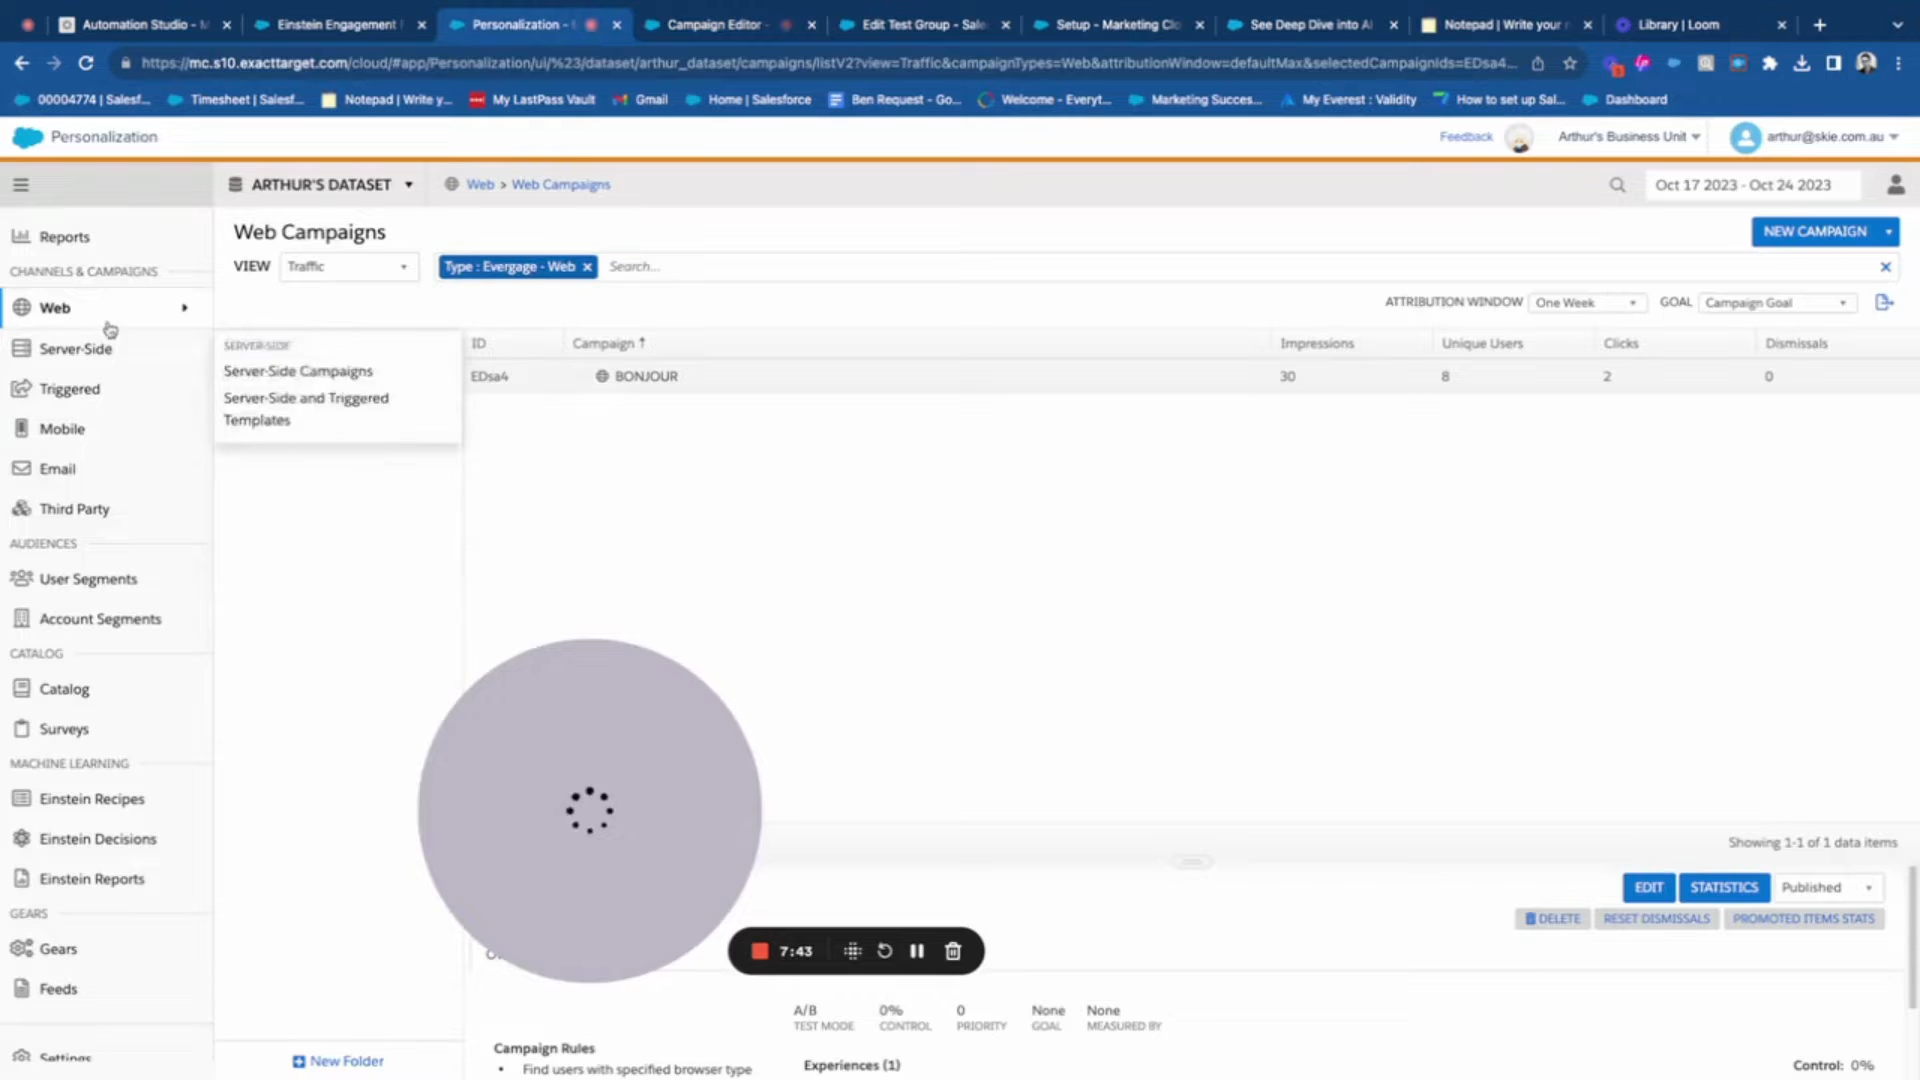 Automation Studio - M
Einstein Engagement
Personalization -
Campaign Editor -
Edit Test Group - Sale
Setup - Marketing Clo
See Deep Dive into AI
Notepad | Write your n
Library | Loom
https://mc.s10.exacttarget.com/cloud/#app/Personalization/ui/%23/dataset/arthur_dataset/campaigns/listV2?view=Traffic&campaignTypes=Web&attributionWindow=defaultMax&selectedCampaignIds=EDsa4...
00004774 | Salesf...
Timesheet | Salesf...
Notepad | Write y...
My LastPass Vault
Gmail
Home | Salesforce
Ben Request - Go...
Welcome - Everyt...
Marketing Succes...
My Everest : Validity
How to set up Sal...
Dashboard
Personalization
Feedback
Arthur's Business Unit
arthur@skie.com.au
ARTHUR'S DATASET
Web > Web Campaigns
Oct 17 2023 - Oct 24 2023
Reports
CHANNELS & CAMPAIGNS
Web
Server-Side
Triggered
Mobile
Email
Third Party
AUDIENCES
User Segments
Account Segments
CATALOG
Catalog
Surveys
MACHINE LEARNING
Einstein Recipes
Einstein Decisions
Einstein Reports
GEARS
Gears
Feeds
Settings
Web Campaigns
NEW CAMPAIGN
VIEW Traffic
Type : Evergage - Web
Search...
ATTRIBUTION WINDOW One Week GOAL Campaign Goal
SERVER-SIDE
Server-Side Campaigns
Server-Side and Triggered
Templates
ID Campaign ↑ Impressions Unique Users Clicks Dismissals
EDsa4 BONJOUR 30 8 2 0
Showing 1-1 of 1 data items
EDIT STATISTICS Published
DELETE RESET DISMISSALS PROMOTED ITEMS STATS
7:43
A/B 0% 0 None None
TEST MODE CONTROL PRIORITY GOAL MEASURED BY
Campaign Rules
• Find users with specified browser type
Experiences (1)
Control: 0%
New Folder